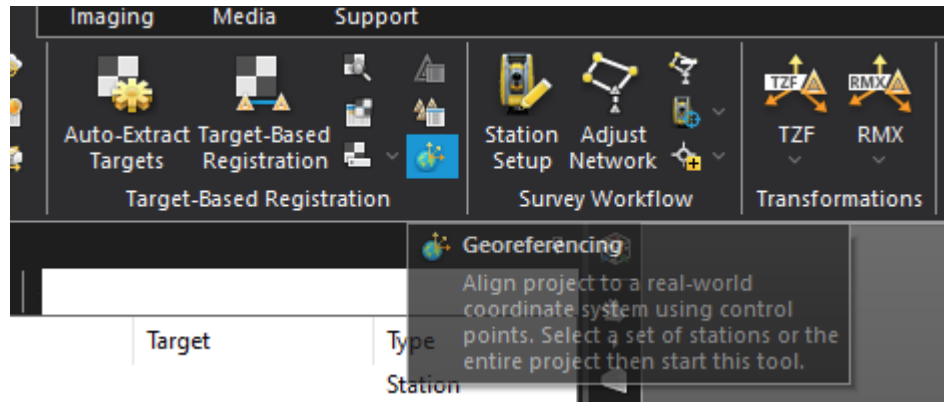 Imaging Media Support
Auto-Extract Target-Based Station Adjust TZF RMX
Targets Registration Setup Network
Target-Based Registration Survey Workflow Transformations
Georeferencing
Align project to a real-world
coordinate system using control
points. Select a set of stations or the
entire project then start this tool.
Target Type
Station